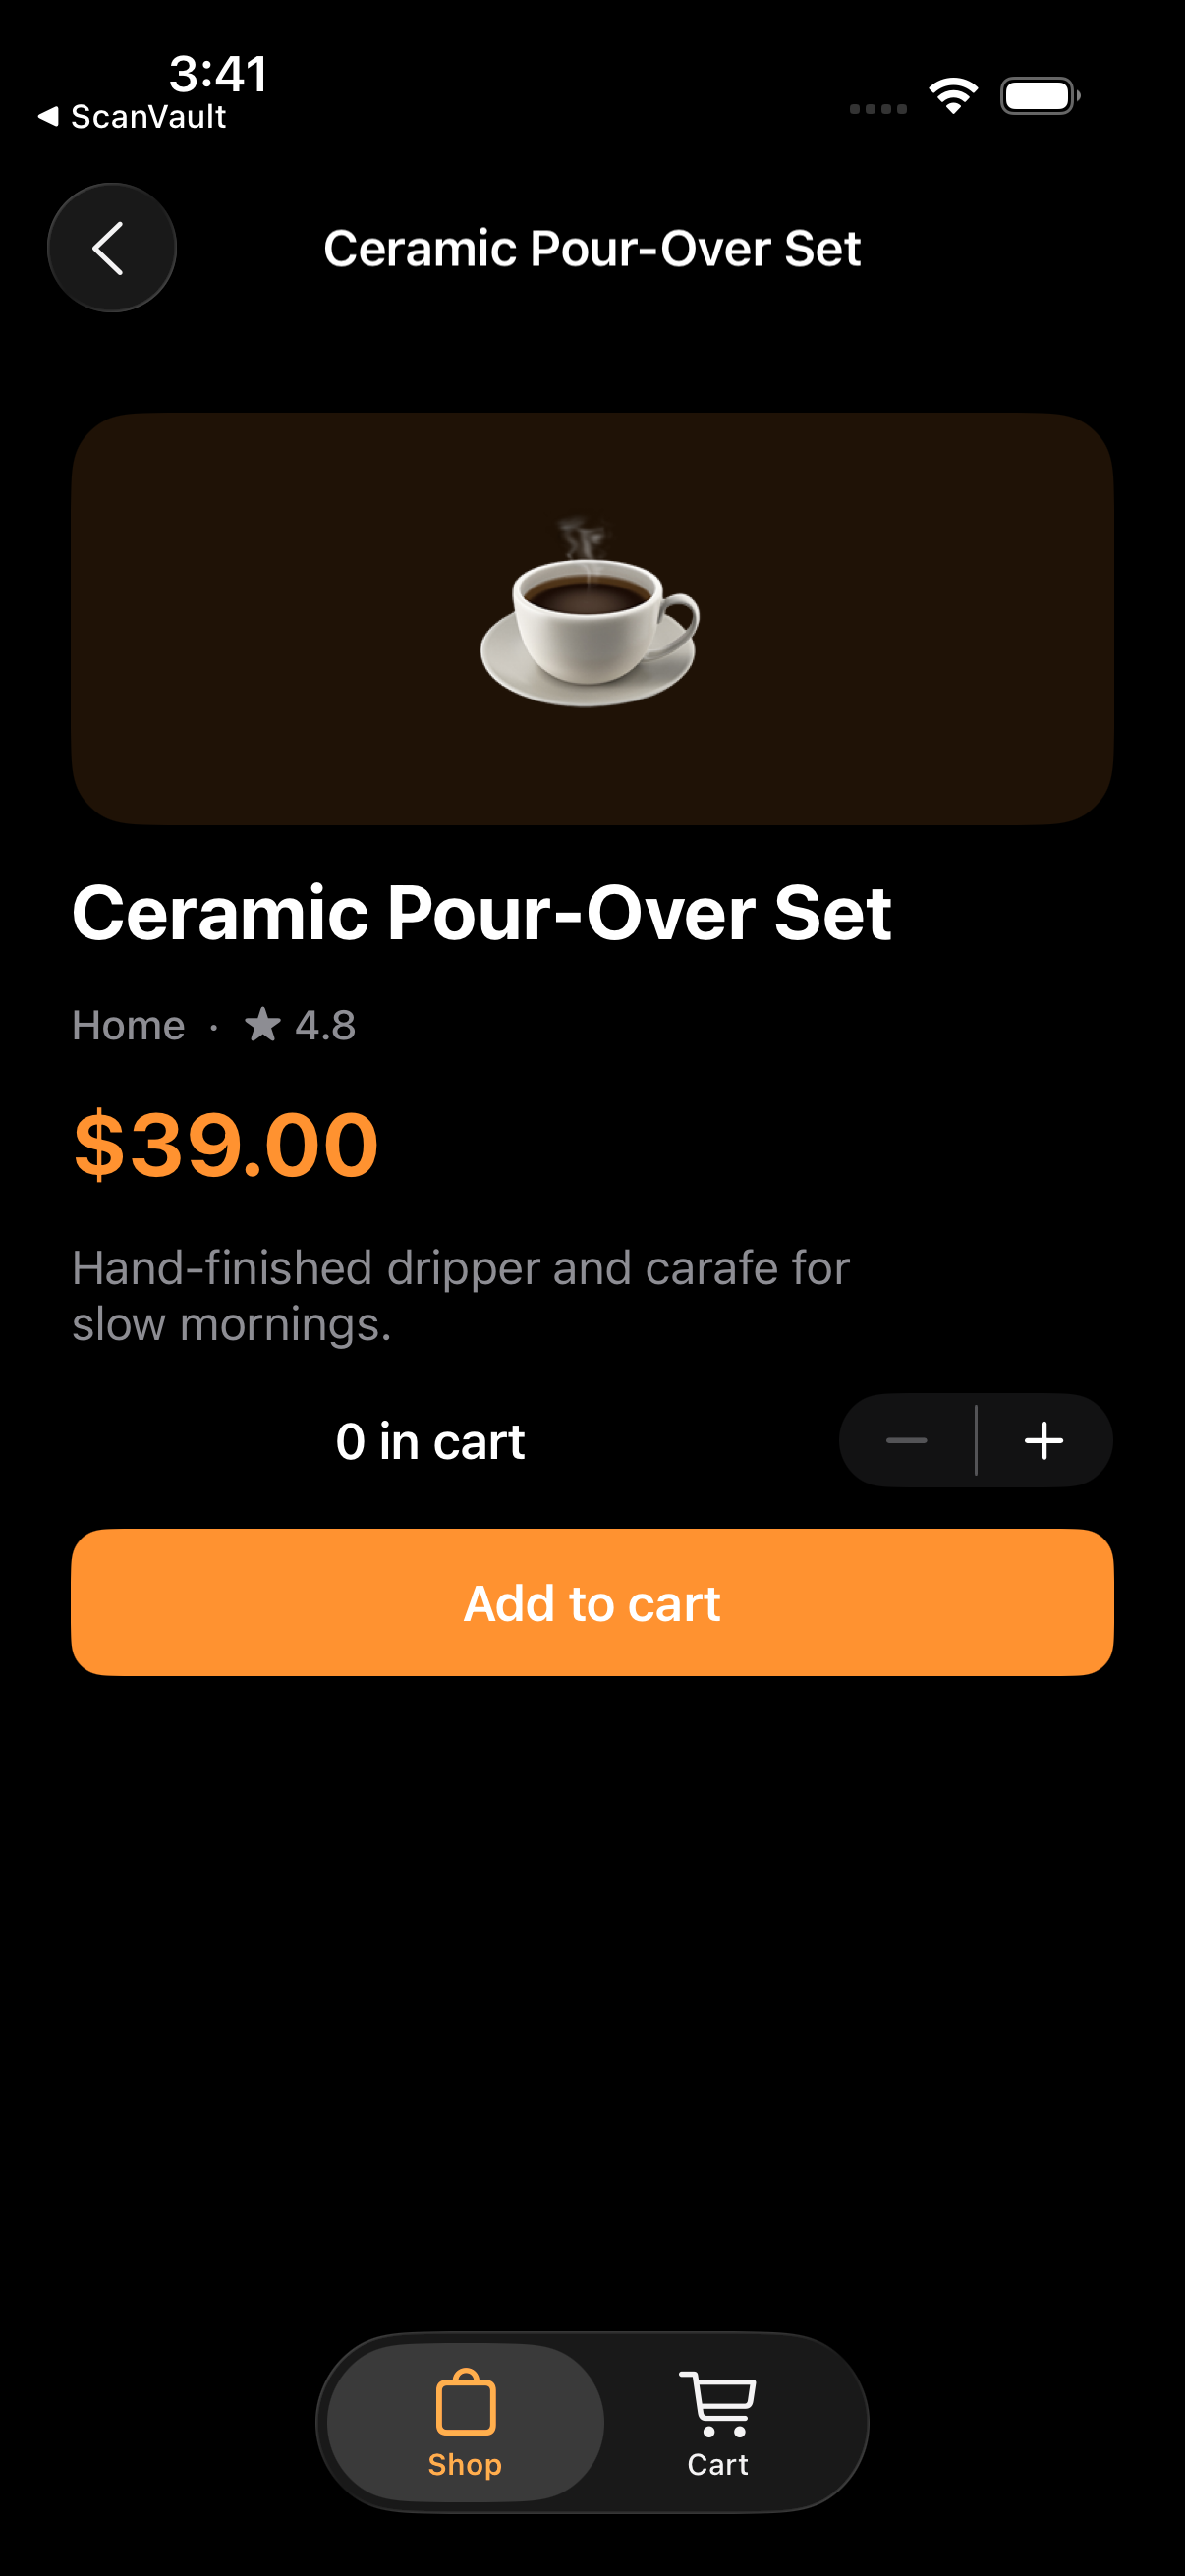 3:41
ScanVault
Ceramic Pour-Over Set
Ceramic Pour-Over Set
Home · ★ 4.8
$39.00
Hand-finished dripper and carafe for
slow mornings.
0 in cart
Add to cart
Shop
Cart